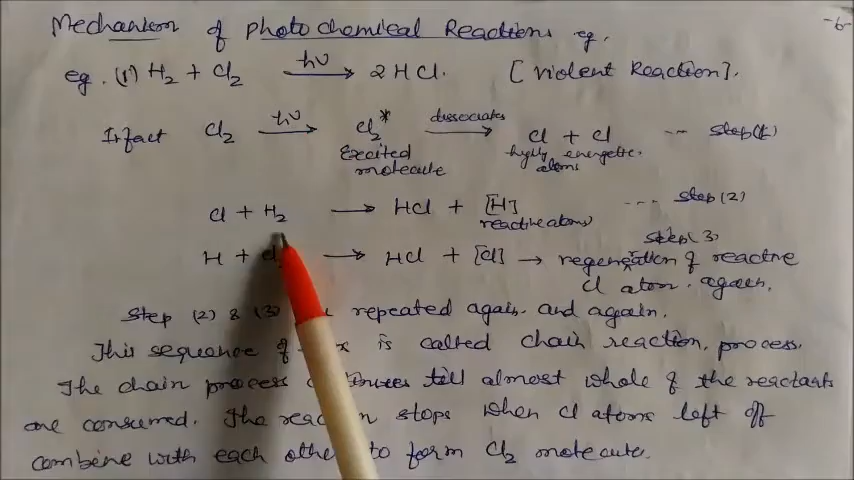 Mechanism of Photochemical Reactions eg. -6-
eg. (1) H₂ + Cl₂ hν → 2HCl. [Violent Reaction].
Infact Cl₂ hν → Cl₂* dissociates → Cl + Cl --- Step(1)
Excited molecule highly energetic atoms
Cl + H₂ → HCl + [H] --- Step(2)
reactive atoms Step(3)
H + Cl₂ → HCl + [Cl] → regeneration of reactive
Cl atom again.
Step (2) & (3) repeated again and again.
This sequence of is called chain reaction process.
The chain process continues till almost whole of the reactants
are consumed. The reaction stops when Cl atoms left off
combine with each other to form Cl₂ molecule.